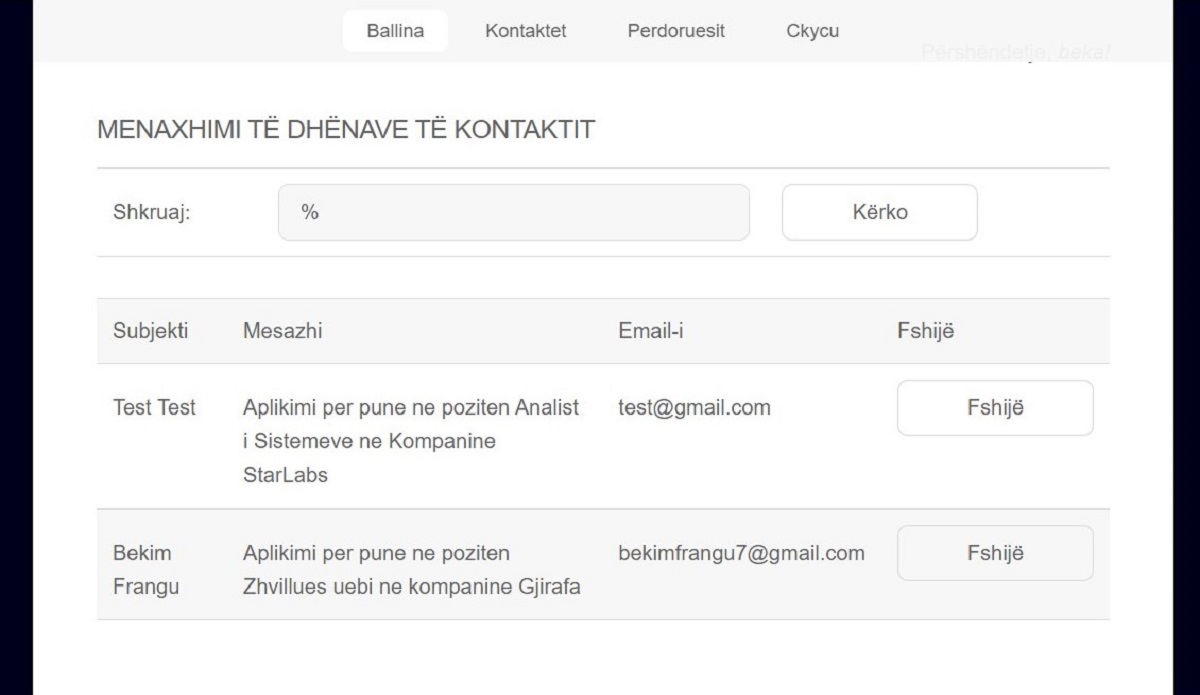 Ballina Kontaktet Perdoruesit Ckycu
Përshëndetje, beka!
MENAXHIMI TË DHËNAVE TË KONTAKTIT
Shkruaj: % Kërko
Subjekti Mesazhi Email-i Fshijë
Test Test Aplikimi per pune ne poziten Analist test@gmail.com Fshijë
i Sistemeve ne Kompanine
StarLabs
Bekim Aplikimi per pune ne poziten bekimfrangu7@gmail.com Fshijë
Frangu Zhvillues uebi ne kompanine Gjirafa